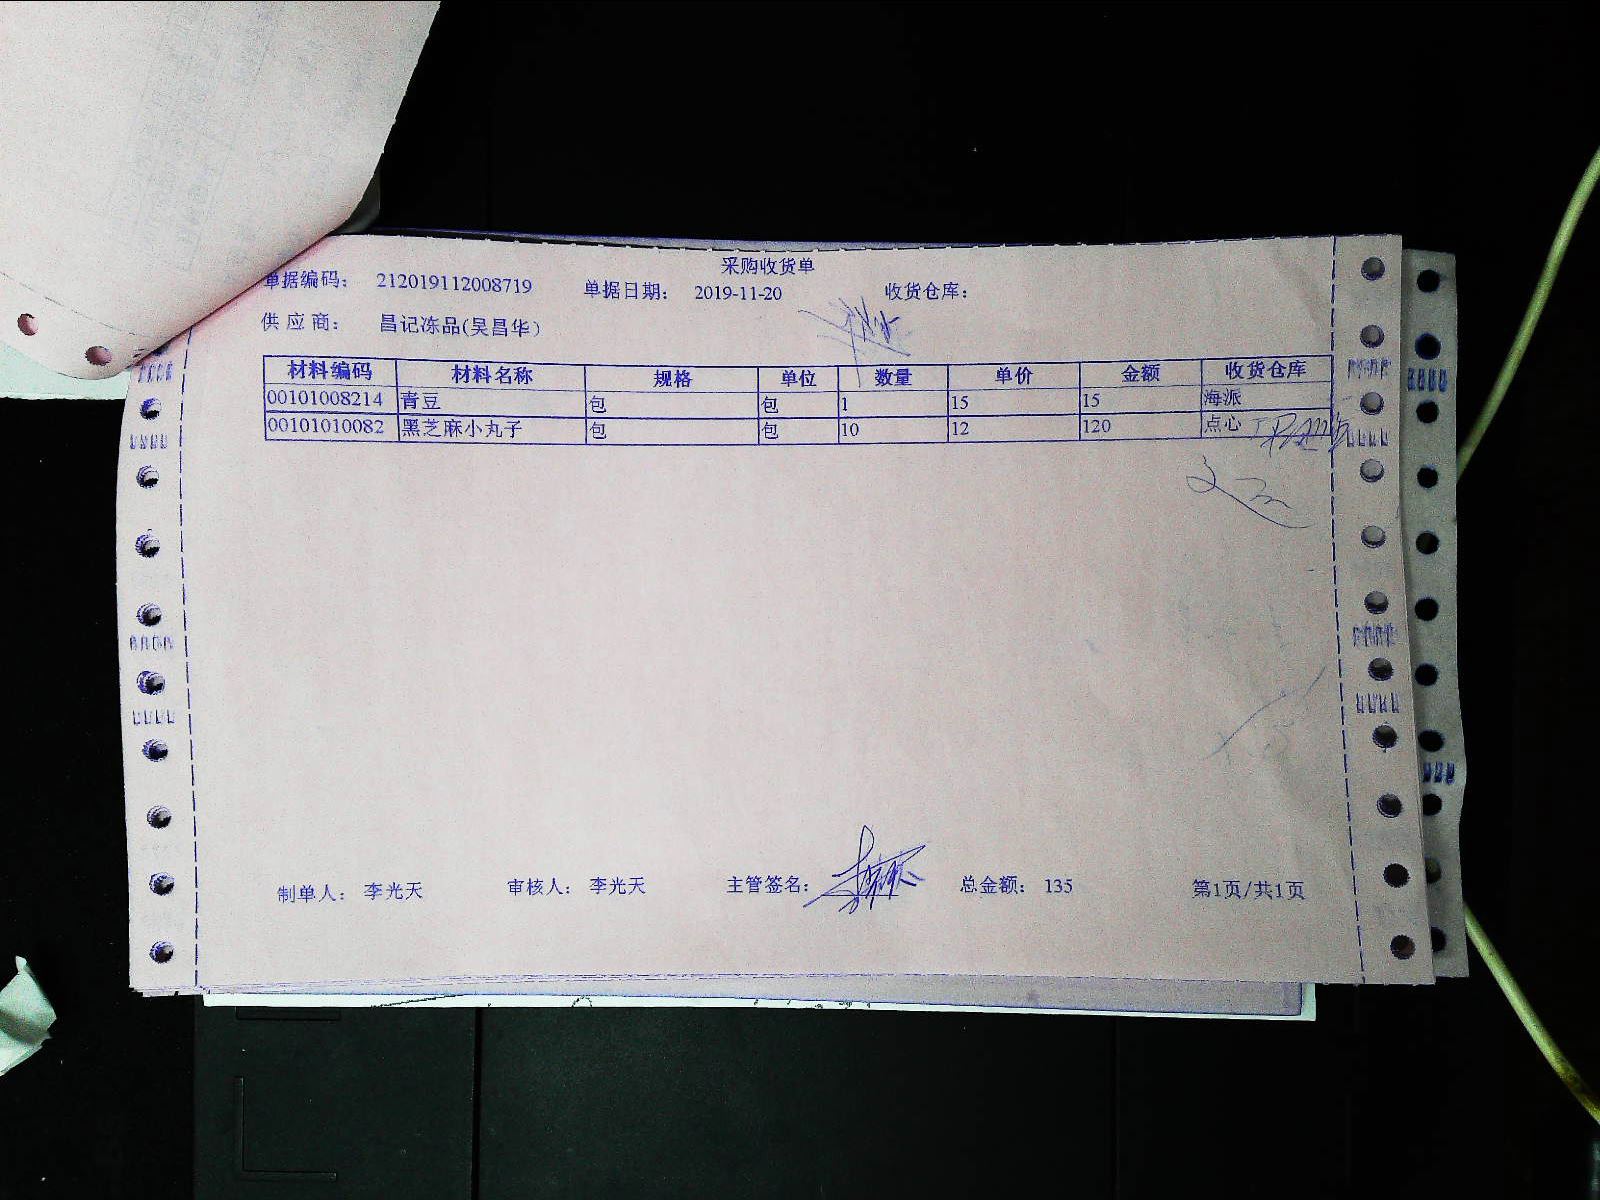 采购收货单
单据编码： 212019112008719 单据日期： 2019-11-20 收货仓库：
供 应 商： 昌记冻品(吴昌华）
材料编码 材料名称 规格 单位 数量 单价 金额 收货仓库
00101008214 青豆 包 包 1 15 15 海派
00101010082 黑芝麻小丸子 包 包 10 12 120 点心
制单人： 李光天 审核人： 李光天 主管签名： 总金额： 135 第1页/共1页